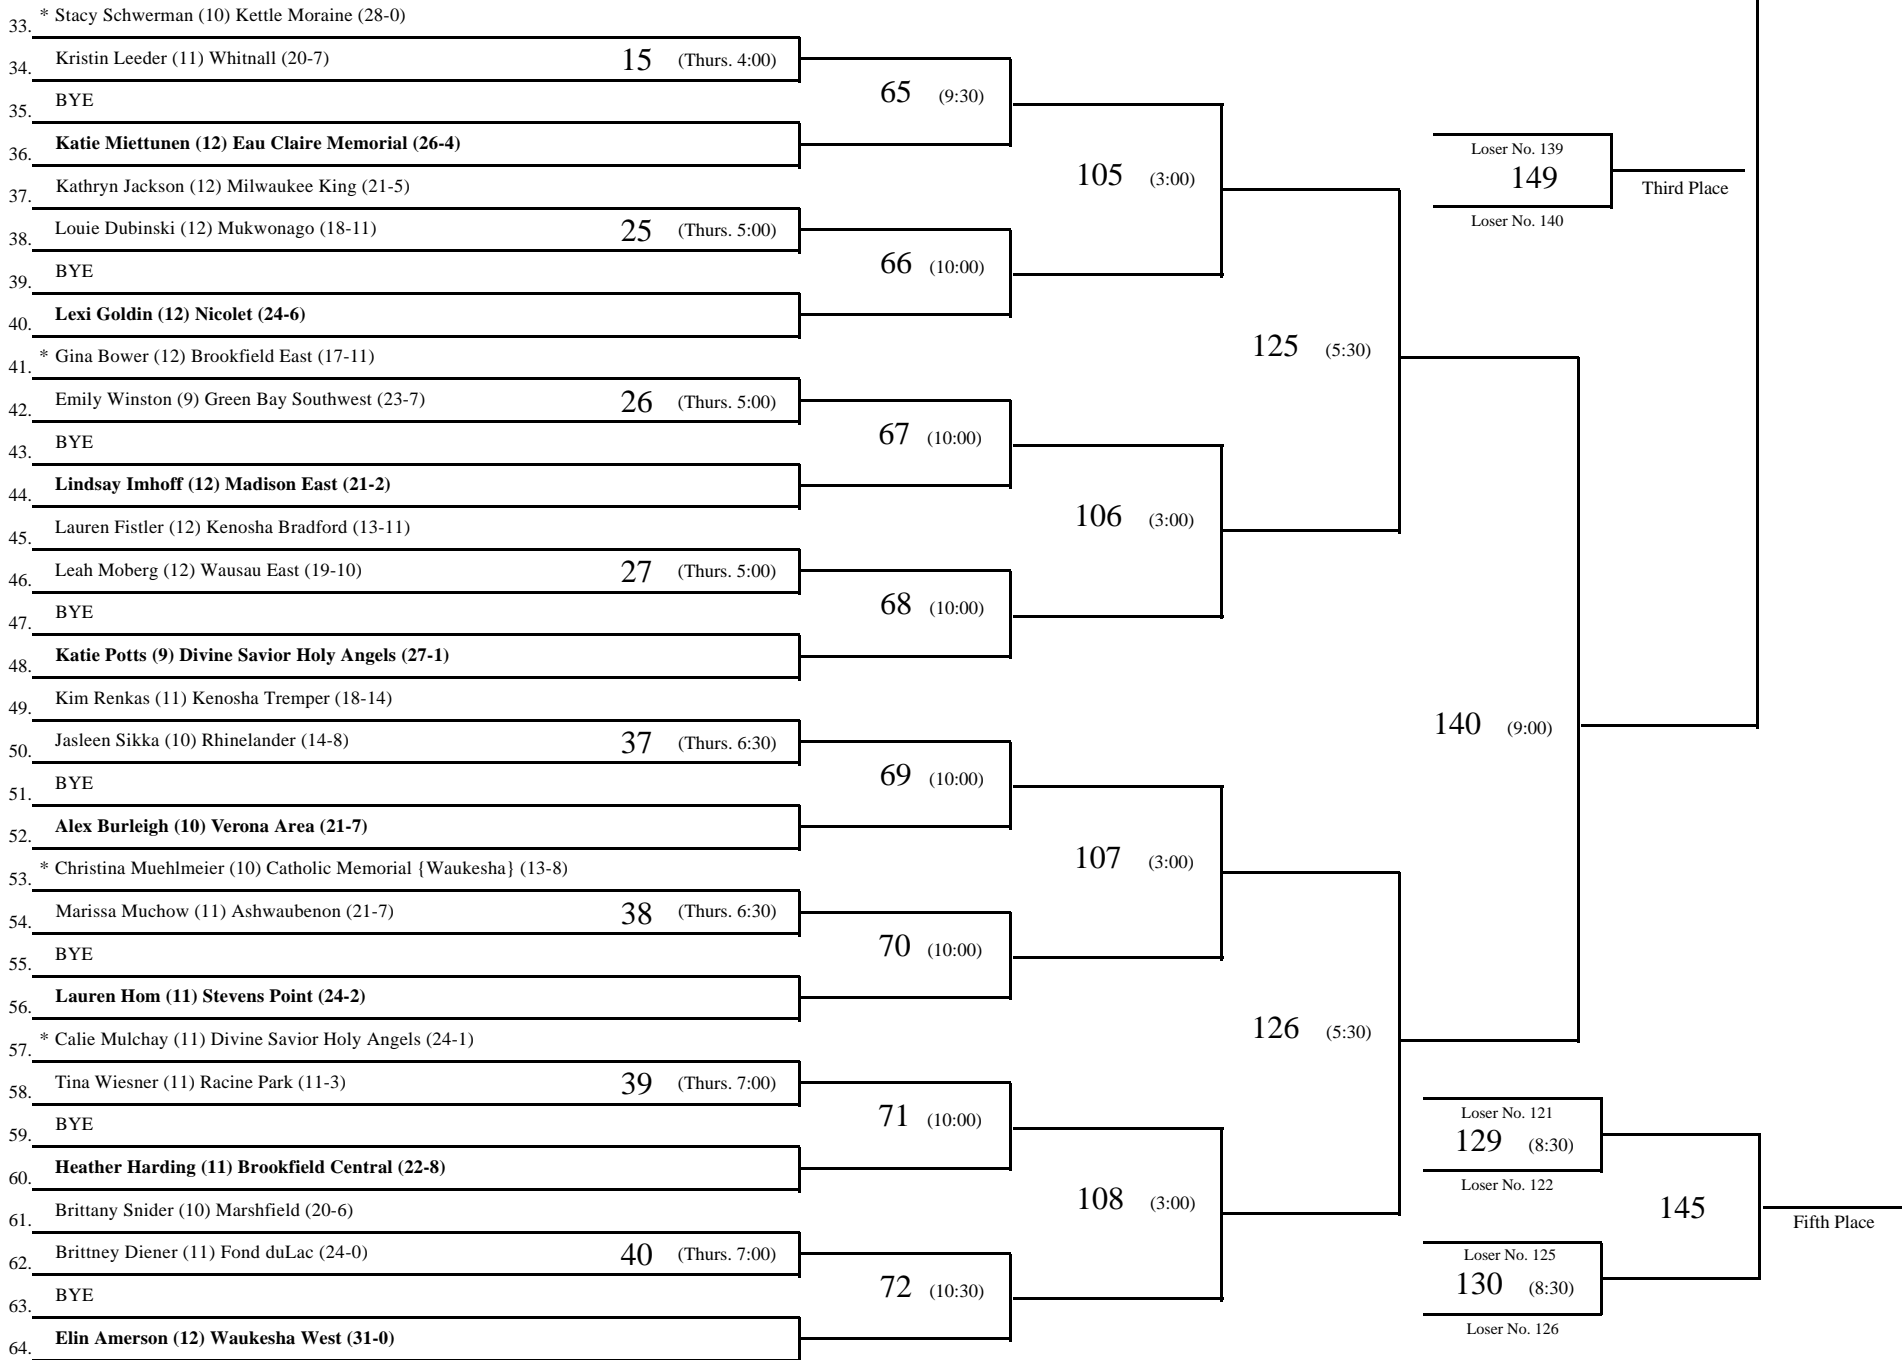 33. * Stacy Schwerman (10) Kettle Moraine (28-0)
34. Kristin Leeder (11) Whitnall (20-7) 15 (Thurs. 4:00)
65 (9:30)
35. BYE
36. Katie Miettunen (12) Eau Claire Memorial (26-4)
Loser No. 139
105 (3:00)
149
Third Place
37. Kathryn Jackson (12) Milwaukee King (21-5)
Loser No. 140
38. Louie Dubinski (12) Mukwonago (18-11) 25 (Thurs. 5:00)
66 (10:00)
39. BYE
40. Lexi Goldin (12) Nicolet (24-6)
125 (5:30)
41. * Gina Bower (12) Brookfield East (17-11)
42. Emily Winston (9) Green Bay Southwest (23-7) 26 (Thurs. 5:00)
67 (10:00)
43. BYE
44. Lindsay Imhoff (12) Madison East (21-2)
106 (3:00)
45. Lauren Fistler (12) Kenosha Bradford (13-11)
46. Leah Moberg (12) Wausau East (19-10) 27 (Thurs. 5:00)
68 (10:00)
47. BYE
48. Katie Potts (9) Divine Savior Holy Angels (27-1)
49. Kim Renkas (11) Kenosha Tremper (18-14)
140 (9:00)
50. Jasleen Sikka (10) Rhinelander (14-8) 37 (Thurs. 6:30)
69 (10:00)
51. BYE
52. Alex Burleigh (10) Verona Area (21-7)
107 (3:00)
53. * Christina Muehlmeier (10) Catholic Memorial {Waukesha} (13-8)
54. Marissa Muchow (11) Ashwaubenon (21-7) 38 (Thurs. 6:30)
70 (10:00)
55. BYE
56. Lauren Hom (11) Stevens Point (24-2)
126 (5:30)
57. * Calie Mulchay (11) Divine Savior Holy Angels (24-1)
58. Tina Wiesner (11) Racine Park (11-3) 39 (Thurs. 7:00)
71 (10:00)
Loser No. 121
59. BYE
129 (8:30)
60. Heather Harding (11) Brookfield Central (22-8)
Loser No. 122
108 (3:00)
145
61. Brittany Snider (10) Marshfield (20-6)
Fifth Place
62. Brittney Diener (11) Fond duLac (24-0) 40 (Thurs. 7:00)
Loser No. 125
72 (10:30)
130 (8:30)
63. BYE
Loser No. 126
64. Elin Amerson (12) Waukesha West (31-0)